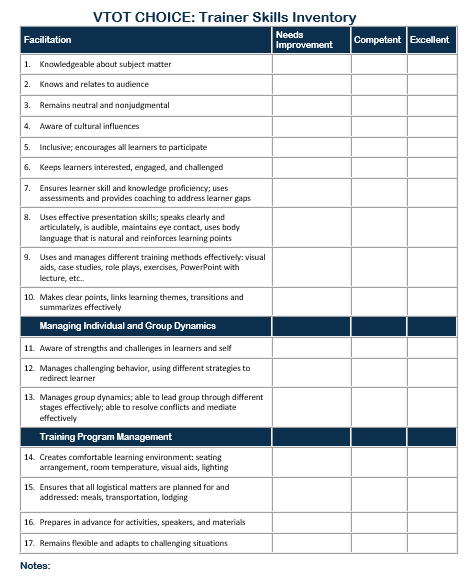 VTOT CHOICE: Trainer Skills Inventory
Facilitation Needs Improvement Competent Excellent
1. Knowledgeable about subject matter
2. Knows and relates to audience
3. Remains neutral and nonjudgmental
4. Aware of cultural influences
5. Inclusive; encourages all learners to participate
6. Keeps learners interested, engaged, and challenged
7. Ensures learner skill and knowledge proficiency; uses
assessments and provides coaching to address learner gaps
8. Uses effective presentation skills; speaks clearly and
articulately, is audible, maintains eye contact, uses body
language that is natural and reinforces learning points
9. Uses and manages different training methods effectively: visual
aids, case studies, role plays, exercises, PowerPoint with
lecture, etc..
10. Makes clear points, links learning themes, transitions and
summarizes effectively
Managing Individual and Group Dynamics
11. Aware of strengths and challenges in learners and self
12. Manages challenging behavior, using different strategies to
redirect learner
13. Manages group dynamics; able to lead group through different
stages effectively; able to resolve conflicts and mediate
effectively
Training Program Management
14. Creates comfortable learning environment: seating
arrangement, room temperature, visual aids, lighting
15. Ensures that all logistical matters are planned for and
addressed: meals, transportation, lodging
16. Prepares in advance for activities, speakers, and materials
17. Remains flexible and adapts to challenging situations
Notes: